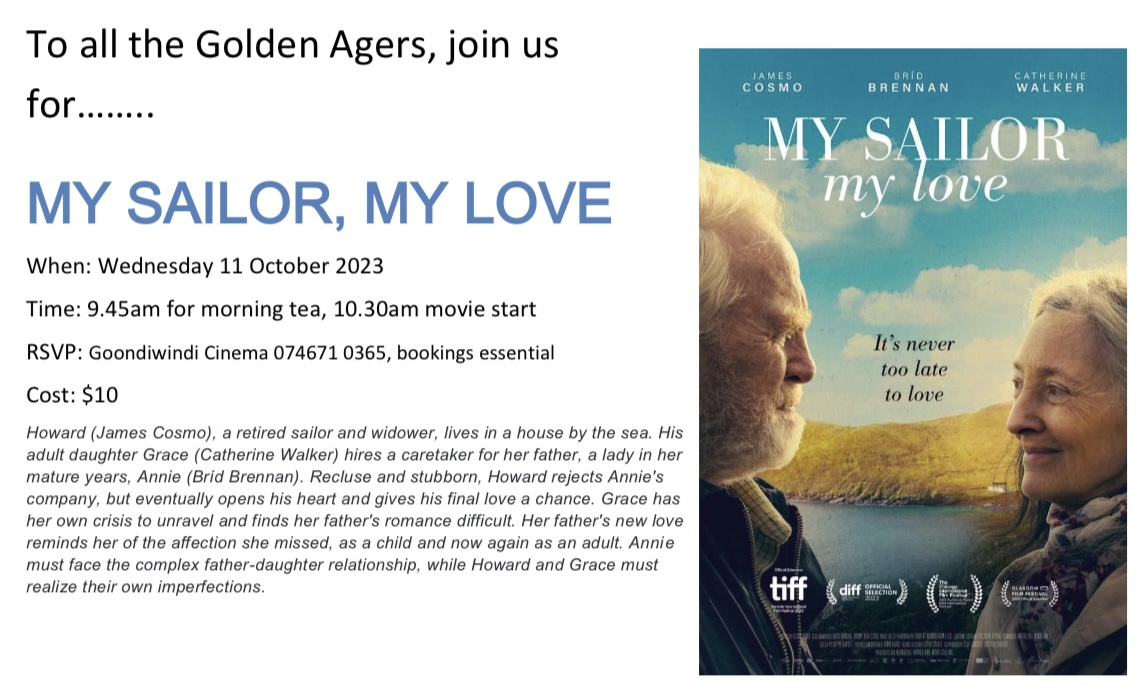 To all the Golden Agers, join us
for........
MY SAILOR, MY LOVE
When: Wednesday 11 October 2023
Time: 9.45am for morning tea, 10.30am movie start
RSVP: Goondiwindi Cinema 074671 0365, bookings essential
Cost: $10
Howard (James Cosmo), a retired sailor and widower, lives in a house by the sea. His
adult daughter Grace (Catherine Walker) hires a caretaker for her father, a lady in her
mature years, Annie (Bríd Brennan). Recluse and stubborn, Howard rejects Annie's
company, but eventually opens his heart and gives his final love a chance. Grace has
her own crisis to unravel and finds her father's romance difficult. Her father's new love
reminds her of the affection she missed, as a child and now again as an adult. Annie
must face the complex father-daughter relationship, while Howard and Grace must
realize their own imperfections.
JAMES
COSMO
BRÍD
BRENNAN
CATHERINE
WALKER
MY SAILOR
my love
It's never
too late
to love
tiff
diff OFFICIAL
SELECTION
2023
The
Chicago
International
Film Festival
GLASGOW
FILM FESTIVAL